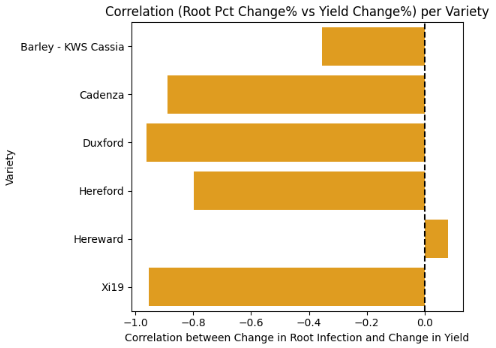 Correlation (Root Pct Change% vs Yield Change%) per Variety
Variety
Barley - KWS Cassia
Cadenza
Duxford
Hereford
Hereward
Xi19
−1.0 −0.8 −0.6 −0.4 −0.2 0.0
Correlation between Change in Root Infection and Change in Yield